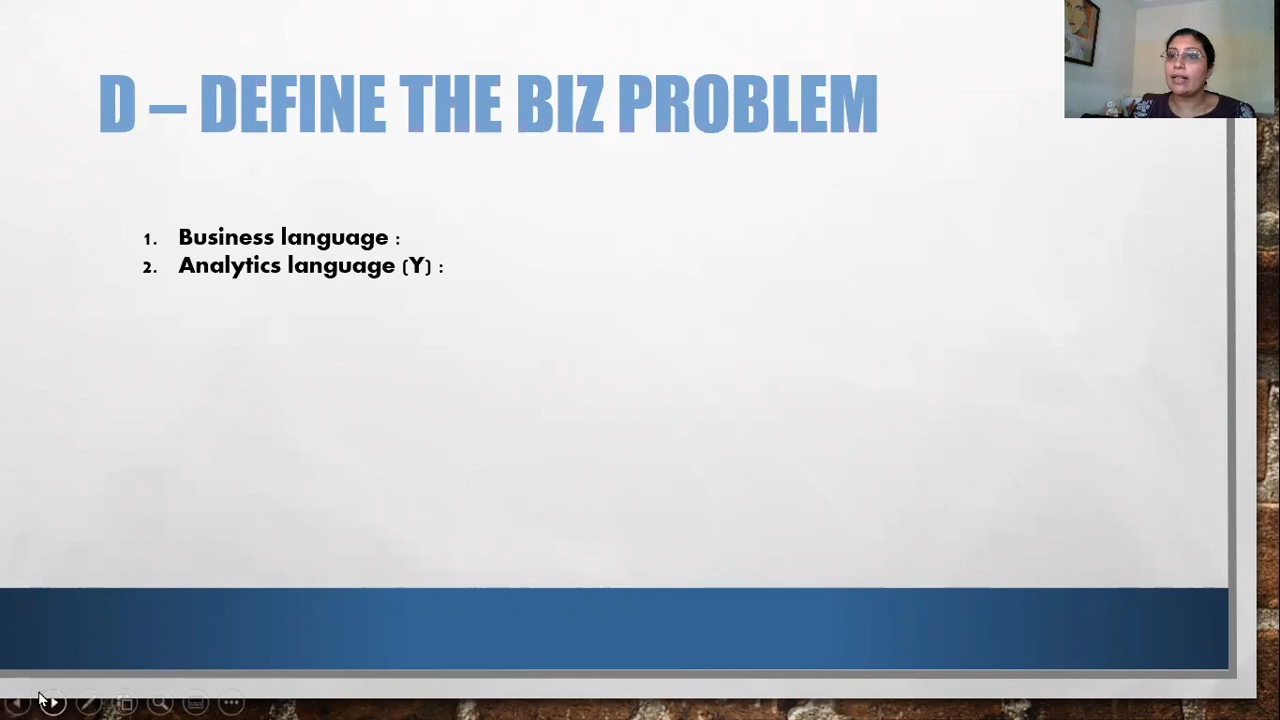 D – DEFINE THE BIZ PROBLEM
1. Business language :
2. Analytics language (Y) :